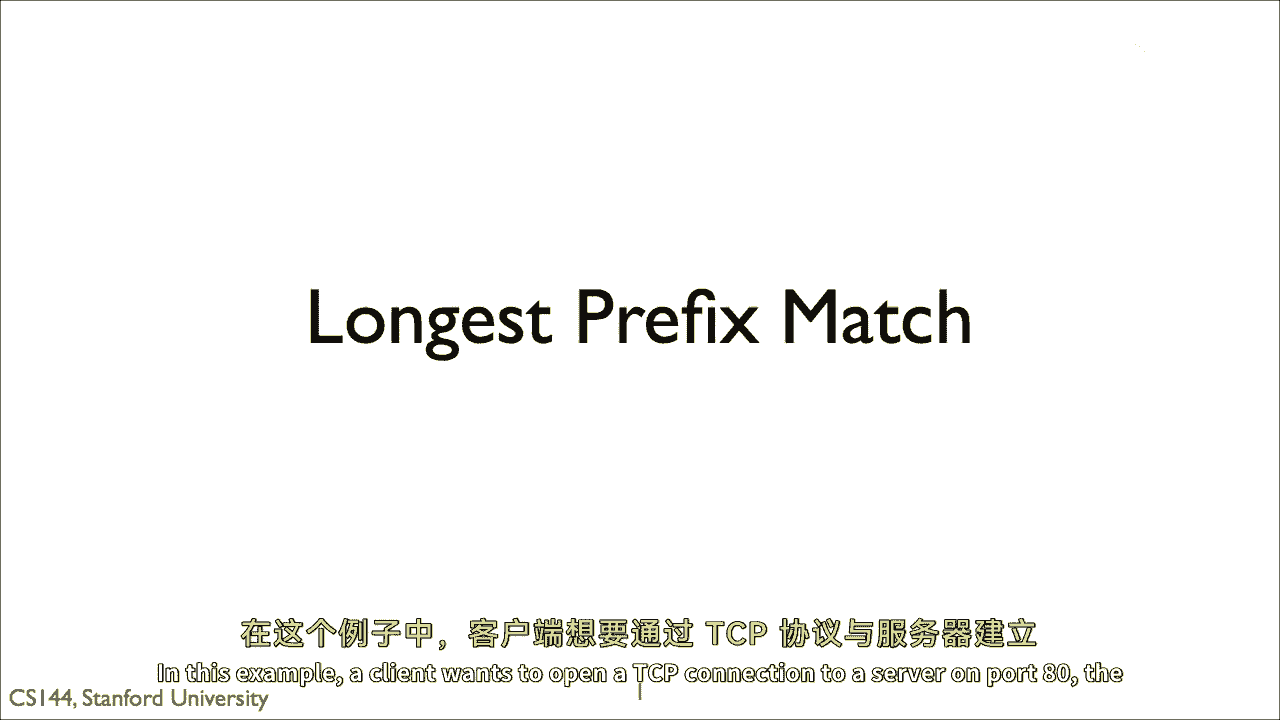 Longest Prefix Match
在这个例子中，客户端想要通过 TCP 协议与服务器建立
In this example, a client wants to open a TCP connection to a server on port 80, the
CS144, Stanford University
1